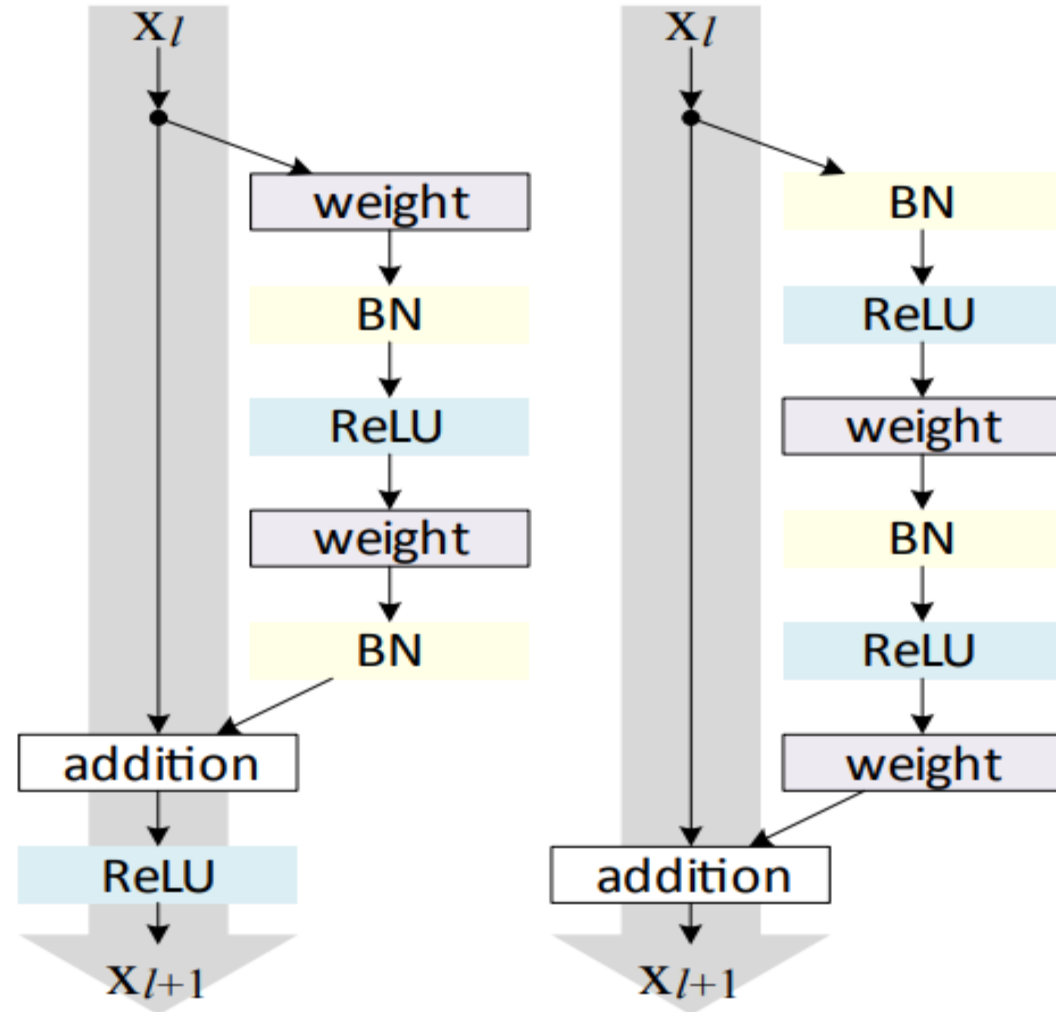 x_l
weight
BN
ReLU
weight
BN
addition
ReLU
x_{l+1}
x_l
BN
ReLU
weight
BN
ReLU
weight
addition
x_{l+1}